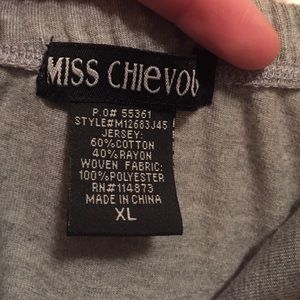 MISS CHIevo
P.O# 55361
STYLE#M12683J45
JERSEY:
60%COTTON
40%RAYON
WOVEN FABRIC:
100%POLYESTER
RN#114873
MADE IN CHINA
XL